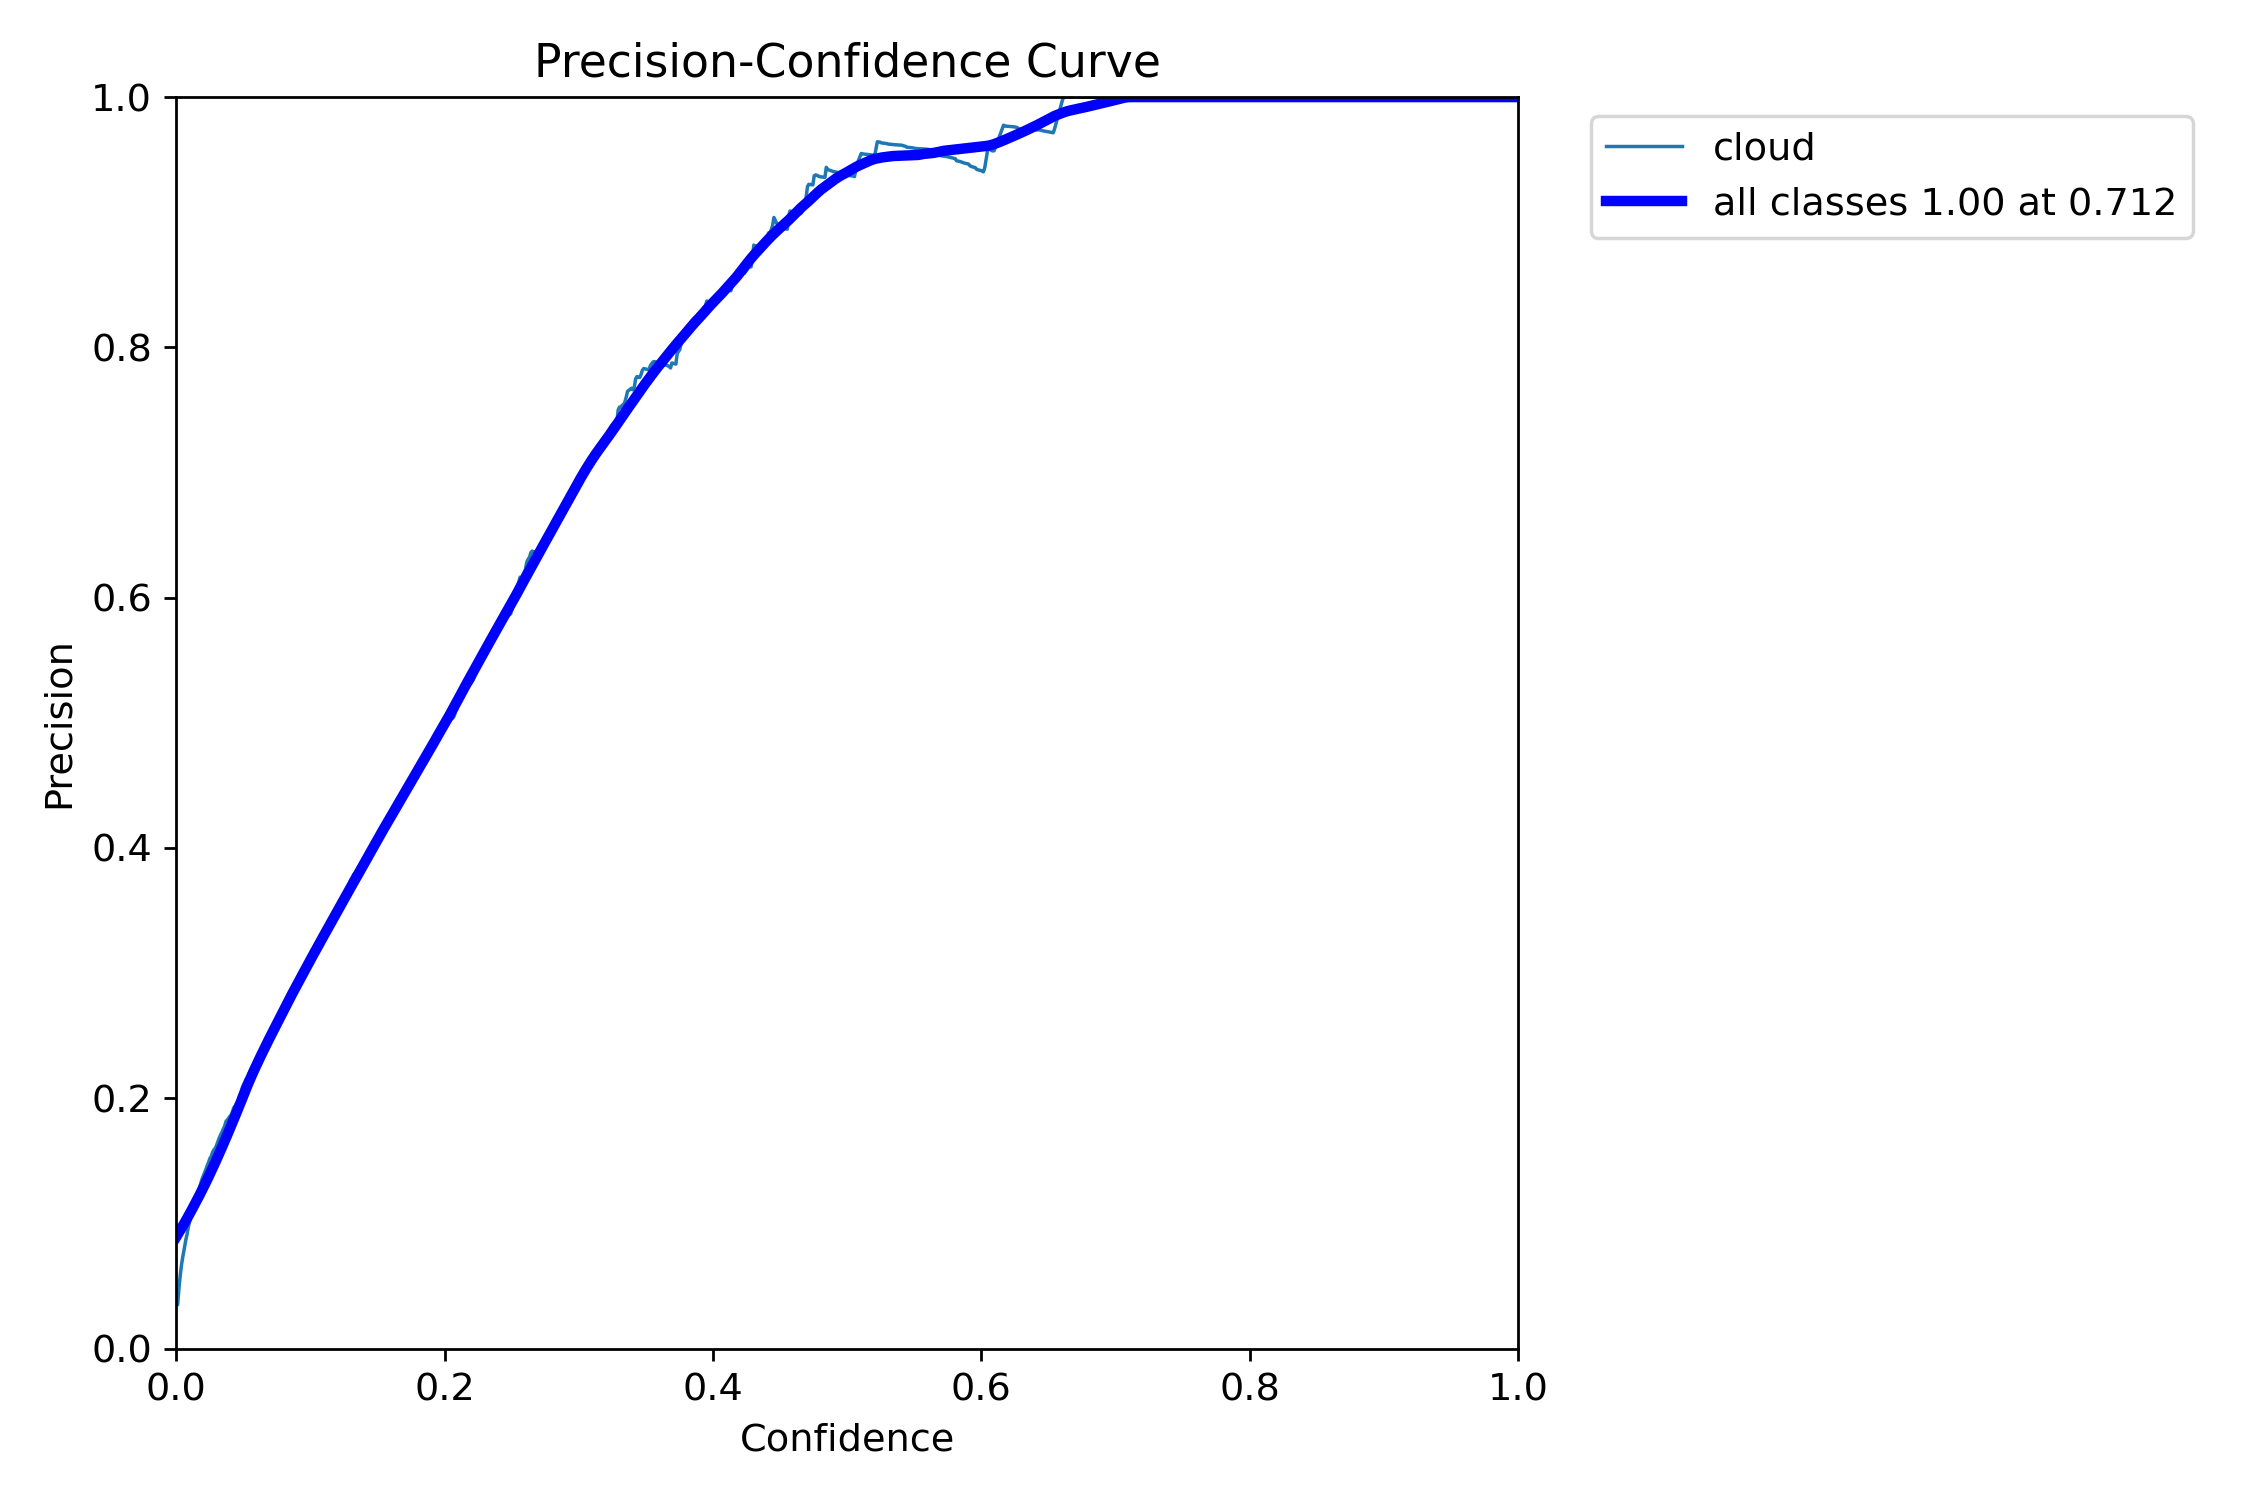 Precision-Confidence Curve
1.0
0.8
0.6
0.4
0.2
0.0
Precision
0.0 0.2 0.4 0.6 0.8 1.0
Confidence
cloud
all classes 1.00 at 0.712